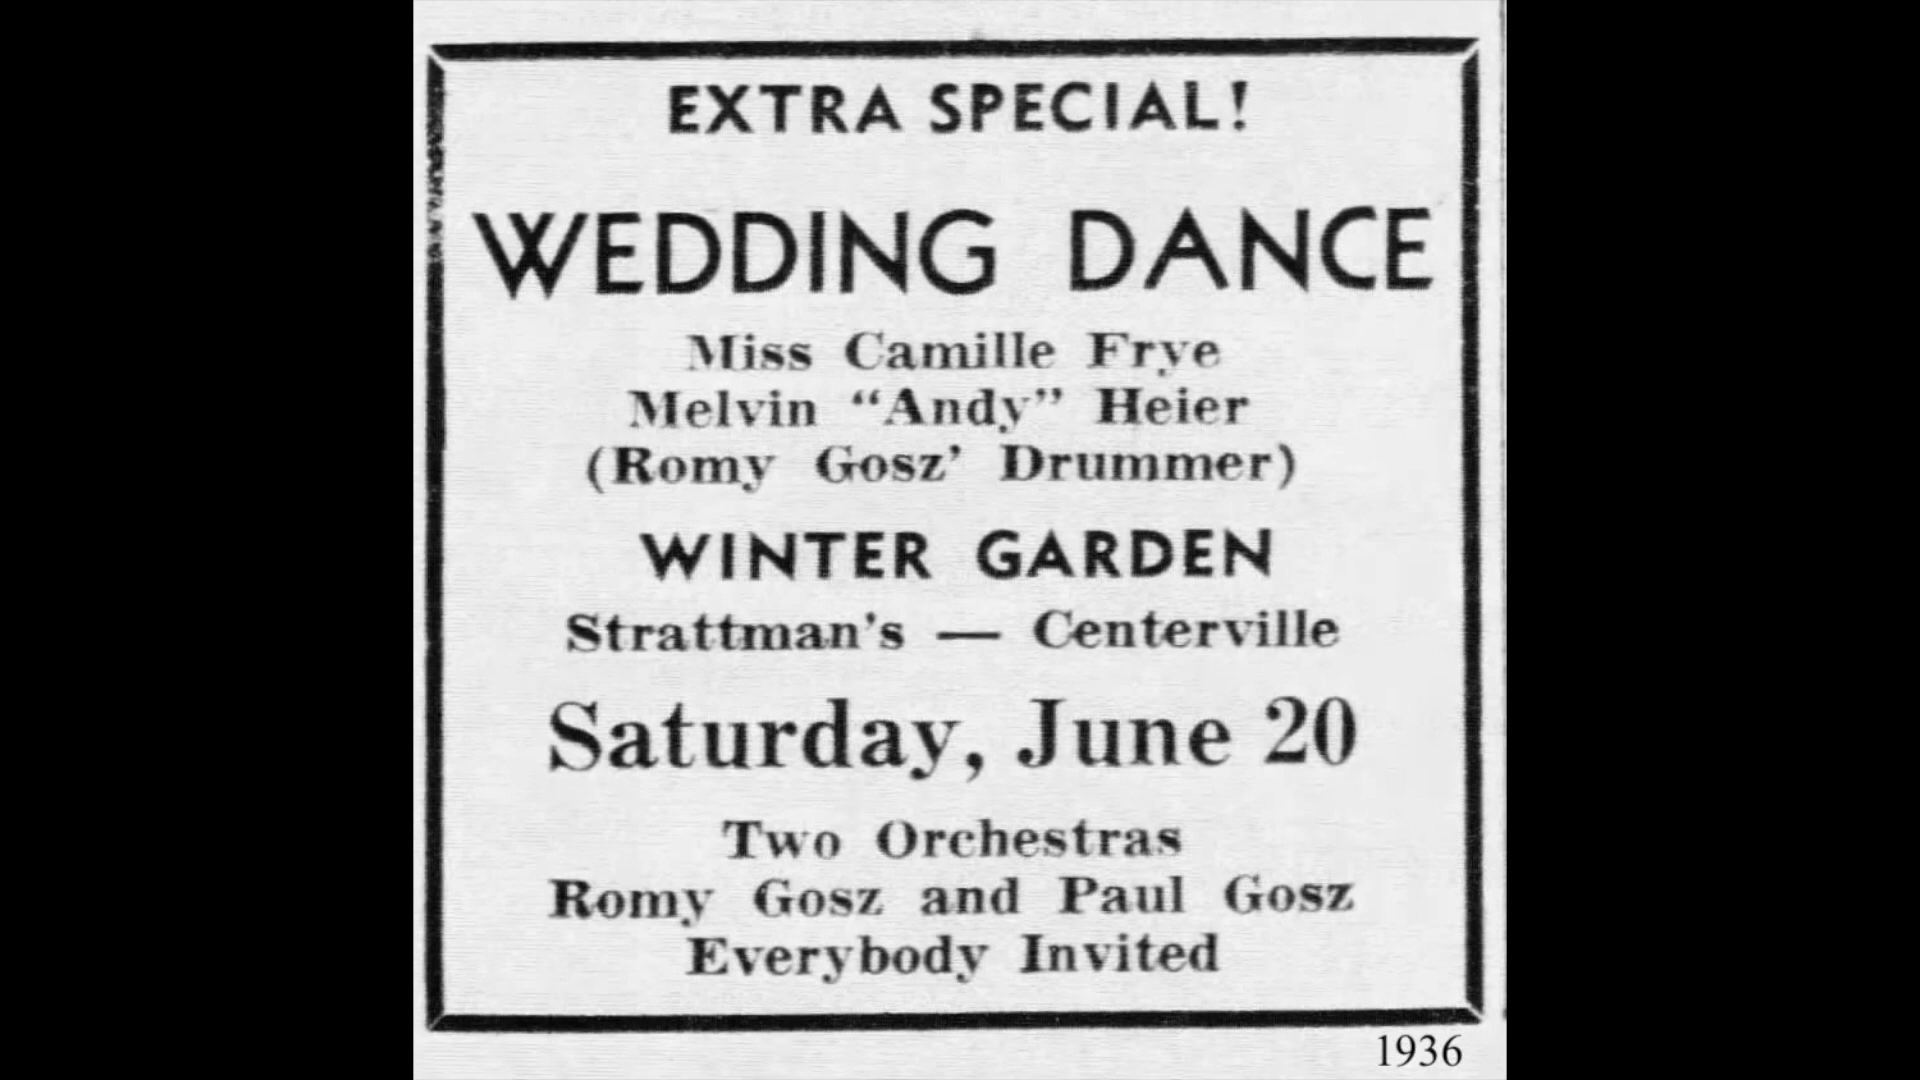 EXTRA SPECIAL!
WEDDING DANCE
Miss Camille Frye
Melvin “Andy” Heier
(Romy Gosz’ Drummer)
WINTER GARDEN
Strattman’s — Centerville
Saturday, June 20
Two Orchestras
Romy Gosz and Paul Gosz
Everybody Invited
1936